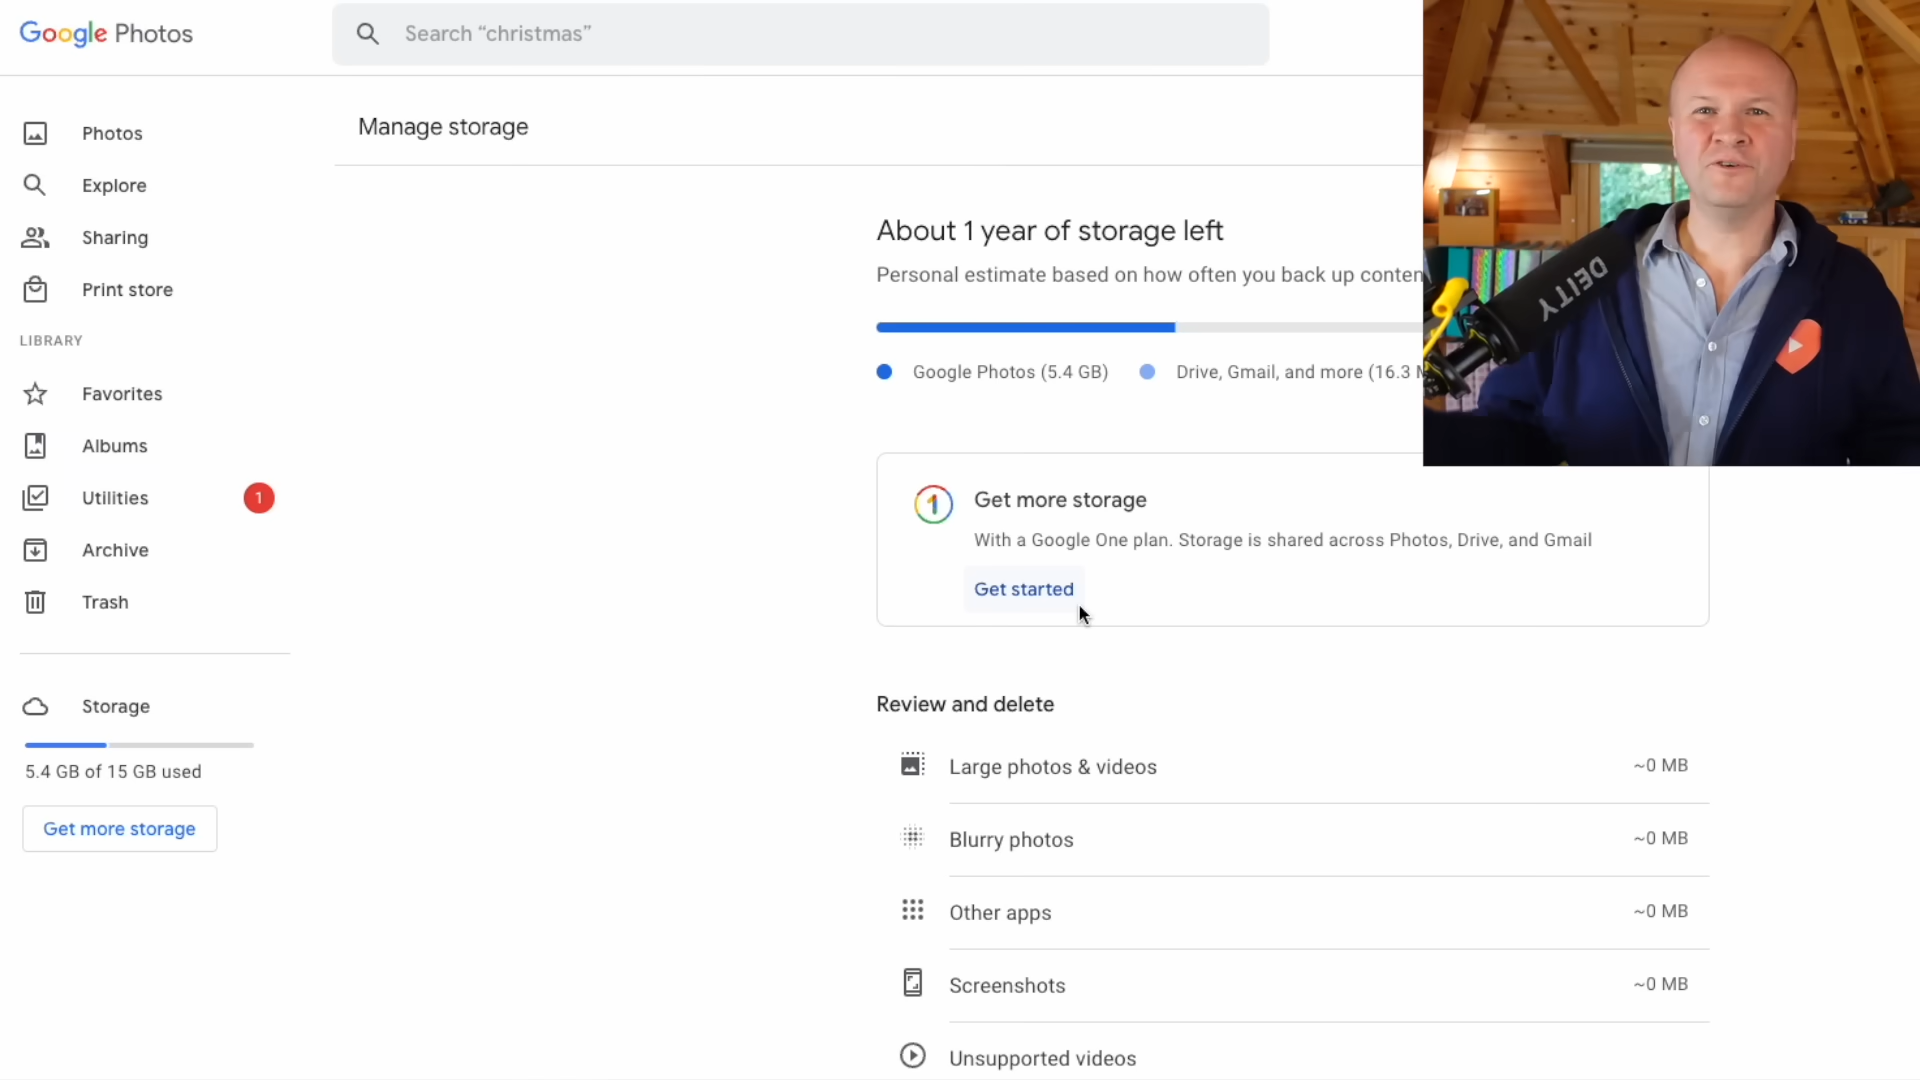 Google Photos
Search “christmas”
Photos
Explore
Sharing
Print store
LIBRARY
Favorites
Albums
Utilities
1
Archive
Trash
Storage
5.4 GB of 15 GB used
Get more storage
Manage storage
About 1 year of storage left
Personal estimate based on how often you back up conten
Google Photos (5.4 GB)
Drive, Gmail, and more (16.3 M
1
Get more storage
With a Google One plan. Storage is shared across Photos, Drive, and Gmail
Get started
Review and delete
Large photos & videos
~0 MB
Blurry photos
~0 MB
Other apps
~0 MB
Screenshots
~0 MB
Unsupported videos
DEITY